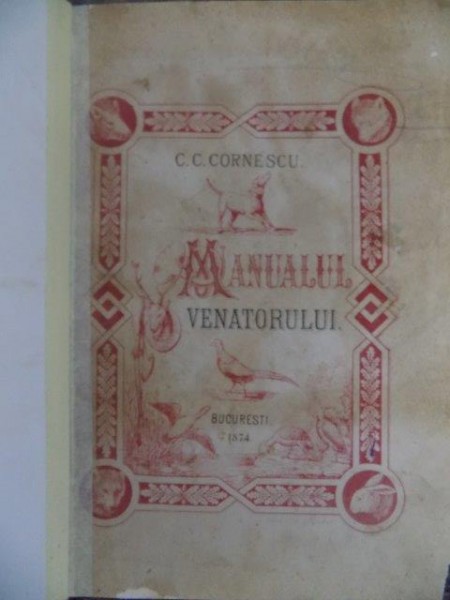 C. C. CORNESCU.
MANUALUL
VENATORULUI.
BUCURESTI
1874.